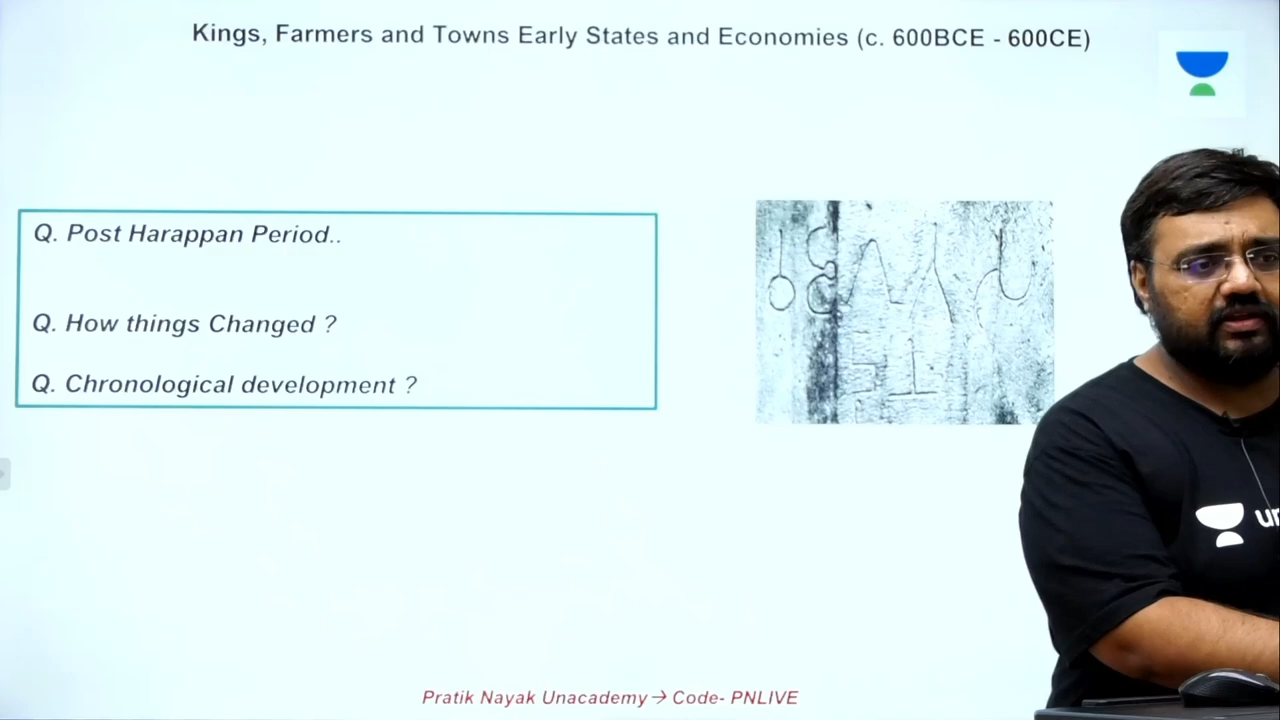 Kings, Farmers and Towns Early States and Economies (c. 600BCE - 600CE)
Q. Post Harappan Period..
Q. How things Changed ?
Q. Chronological development ?
Pratik Nayak Unacademy → Code- PNLIVE